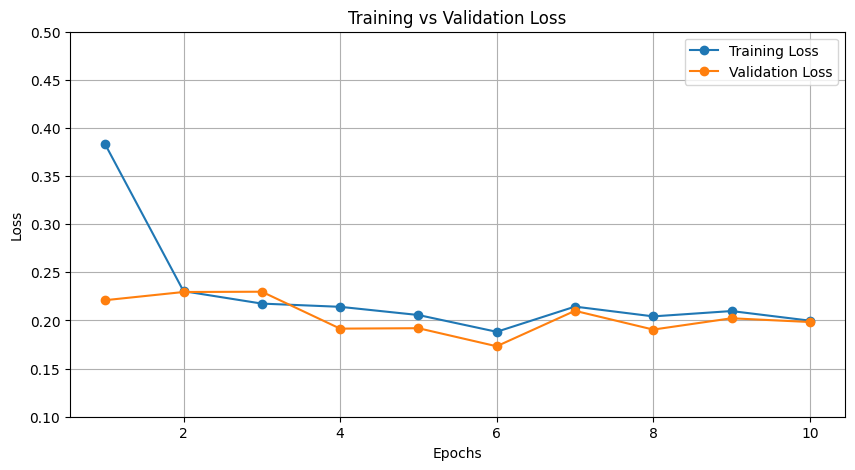 Training vs Validation Loss
Training Loss
Validation Loss
0.50
0.45
0.40
0.35
0.30
0.25
0.20
0.15
0.10
Loss
2 4 6 8 10
Epochs